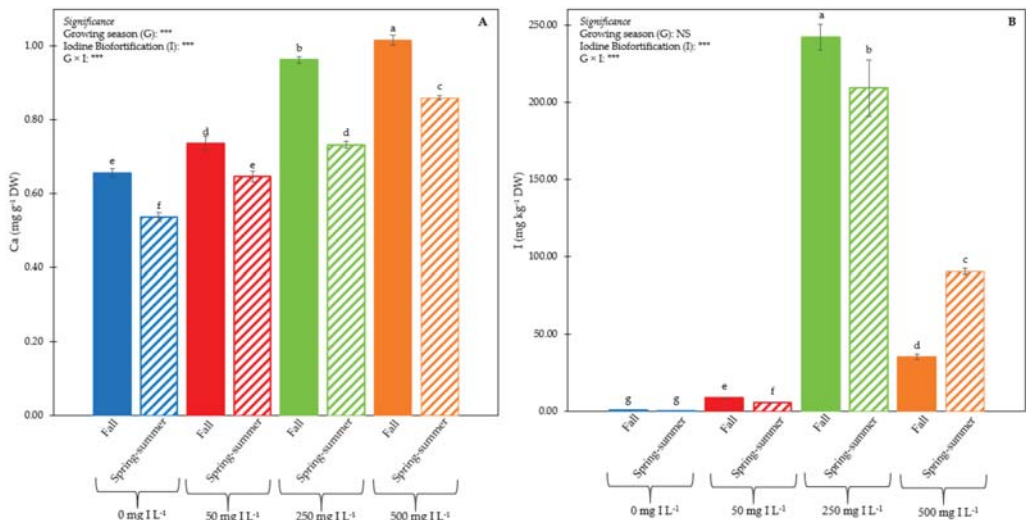 Significance
Growing season (G): ***
Iodine Biofortification (I): ***
G × I: ***
A
a
b
c
d
d
e
e
f
1.00
0.80
0.60
0.40
0.20
0.00
Ca (mg g⁻¹ DW)
Fall
Spring-summer
Fall
Spring-summer
Fall
Spring-summer
Fall
Spring-summer
0 mg I L⁻¹
50 mg I L⁻¹
250 mg I L⁻¹
500 mg I L⁻¹
Significance
Growing season (G): NS
Iodine Biofortification (I): ***
G × I: ***
B
a
b
c
d
e
f
g
g
250.00
200.00
150.00
100.00
50.00
0.00
I (mg kg⁻¹ DW)
Fall
Spring-summer
Fall
Spring-summer
Fall
Spring-summer
Fall
Spring-summer
0 mg I L⁻¹
50 mg I L⁻¹
250 mg I L⁻¹
500 mg I L⁻¹